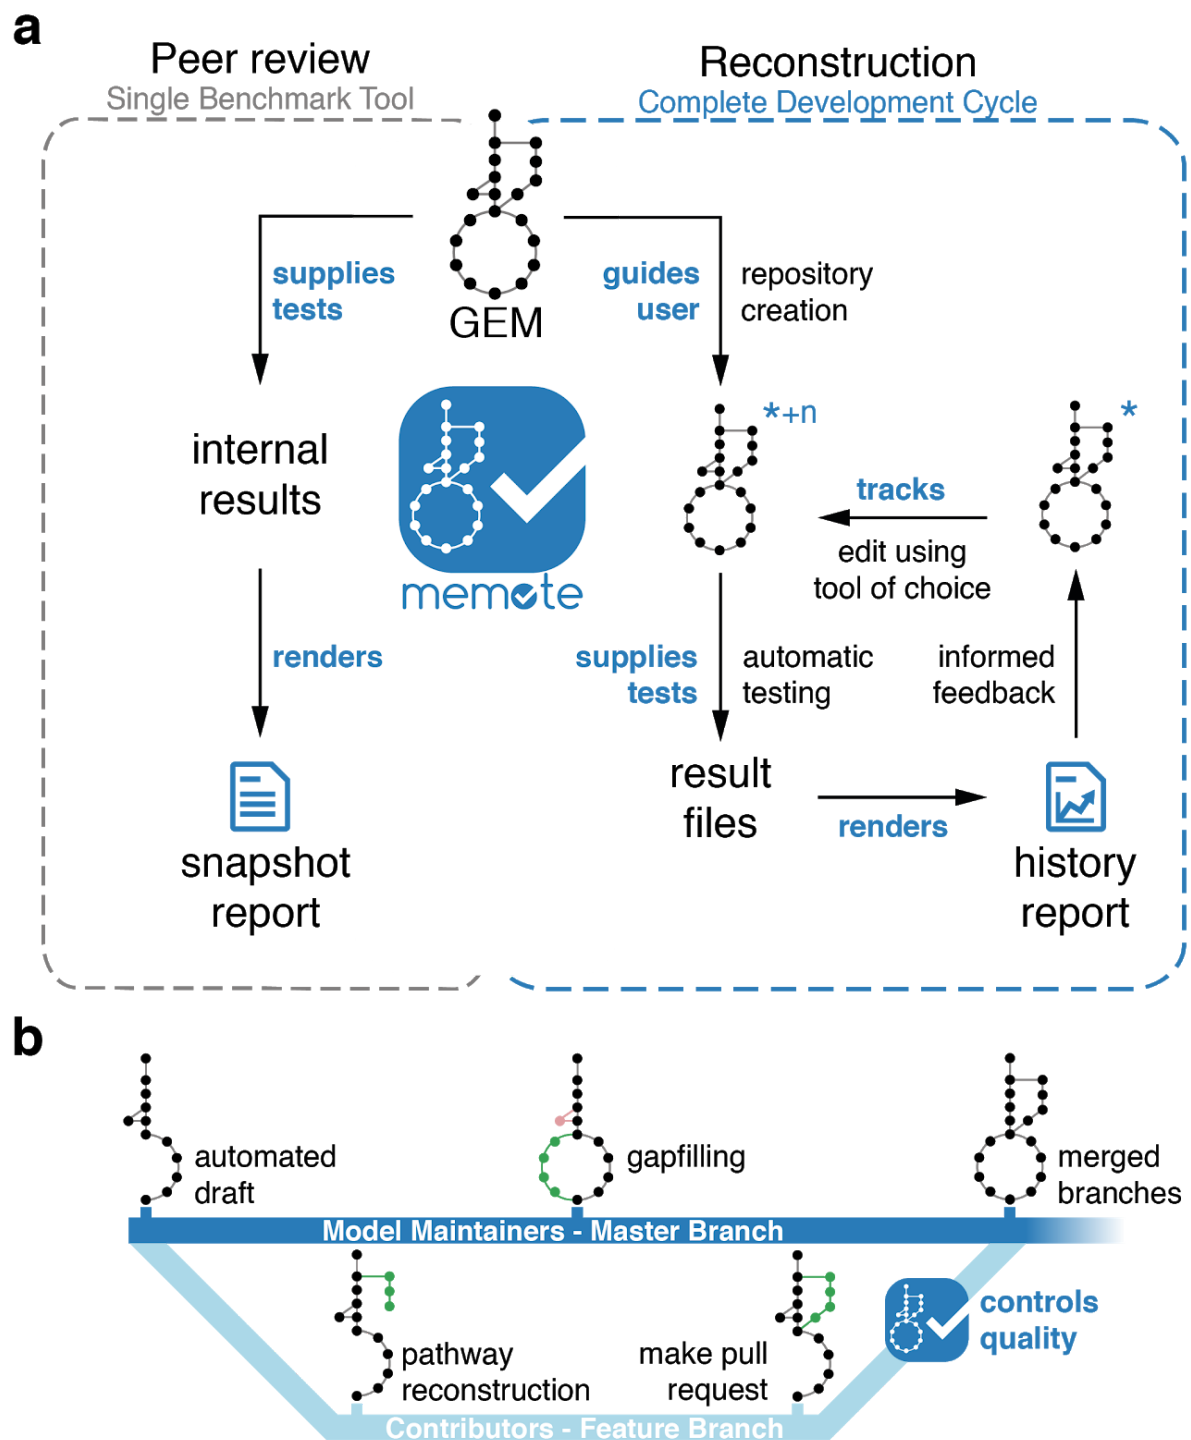 a
Peer review
Single Benchmark Tool
Reconstruction
Complete Development Cycle
GEM
supplies
tests
internal
results
renders
snapshot
report
memote
guides
user
repository
creation
*+n
*
tracks
edit using
tool of choice
supplies
tests
automatic
testing
informed
feedback
result
files
renders
history
report
b
automated
draft
gapfilling
merged
branches
Model Maintainers - Master Branch
pathway
reconstruction
make pull
request
controls
quality
Contributors - Feature Branch